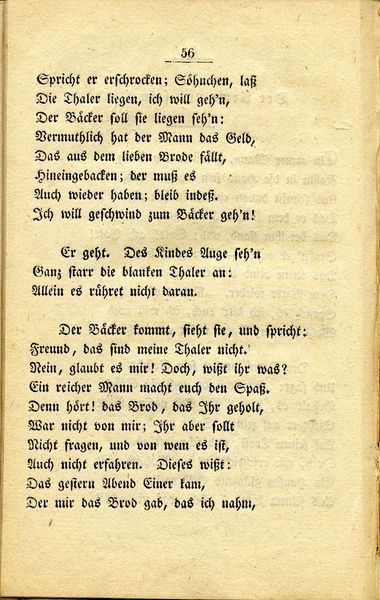 56
Spricht er erschrocken; Söhnchen, laß
Die Thaler liegen, ich will geh'n,
Der Bäcker soll sie liegen seh'n:
Vermuthlich hat der Mann das Geld,
Das aus dem lieben Brode fällt,
Hineingebacken; der muß es
Auch wieder haben; bleib indeß.
Ich will geschwind zum Bäcker geh'n!
Er geht. Des Kindes Auge seh'n
Ganz starr die blanken Thaler an:
Allein es rühret nicht daran.
Der Bäcker kommt, sieht sie, und spricht:
Freund, das sind meine Thaler nicht.
Nein, glaubt es mir! Doch, wißt ihr was?
Ein reicher Mann macht euch den Spaß.
Denn hört! das Brod, das Ihr geholt,
War nicht von mir; Ihr aber sollt
Nicht fragen, und von wem es ist,
Auch nicht erfahren. Dieses wißt:
Das gestern Abend Einer kam,
Der mir das Brod gab, das ich nahm,